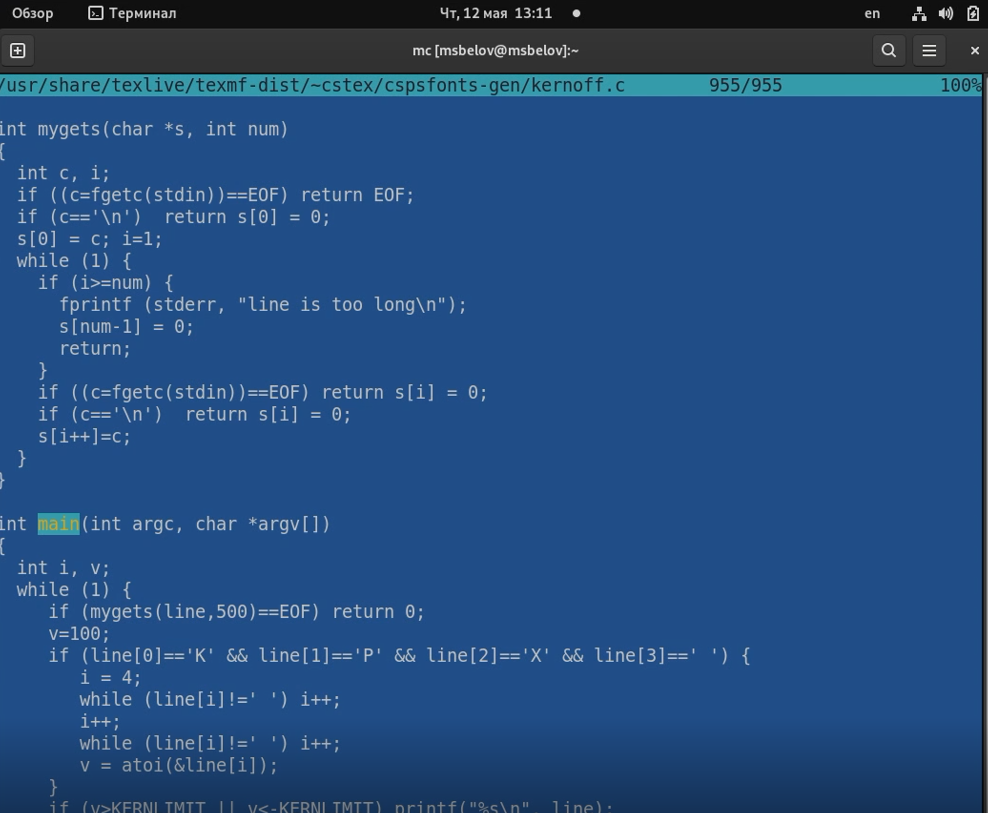 Обзор Терминал Чт, 12 мая 13:11 en
mc [msbelov@msbelov]:~
/usr/share/texlive/texmf-dist/~cstex/cspsfonts-gen/kernoff.c 955/955 100%
int mygets(char *s, int num)
{
  int c, i;
  if ((c=fgetc(stdin))==EOF) return EOF;
  if (c=='\n')  return s[0] = 0;
  s[0] = c; i=1;
  while (1) {
    if (i>=num) {
      fprintf (stderr, "line is too long\n");
      s[num-1] = 0;
      return;
    }
    if ((c=fgetc(stdin))==EOF) return s[i] = 0;
    if (c=='\n')  return s[i] = 0;
    s[i++]=c;
  }
}
int main(int argc, char *argv[])
{
  int i, v;
  while (1) {
     if (mygets(line,500)==EOF) return 0;
     v=100;
     if (line[0]=='K' && line[1]=='P' && line[2]=='X' && line[3]==' ') {
        i = 4;
        while (line[i]!=' ') i++;
        i++;
        while (line[i]!=' ') i++;
        v = atoi(&line[i]);
     }
     if (v>KERNLIMIT || v<-KERNLIMIT) printf("%s\n", line);